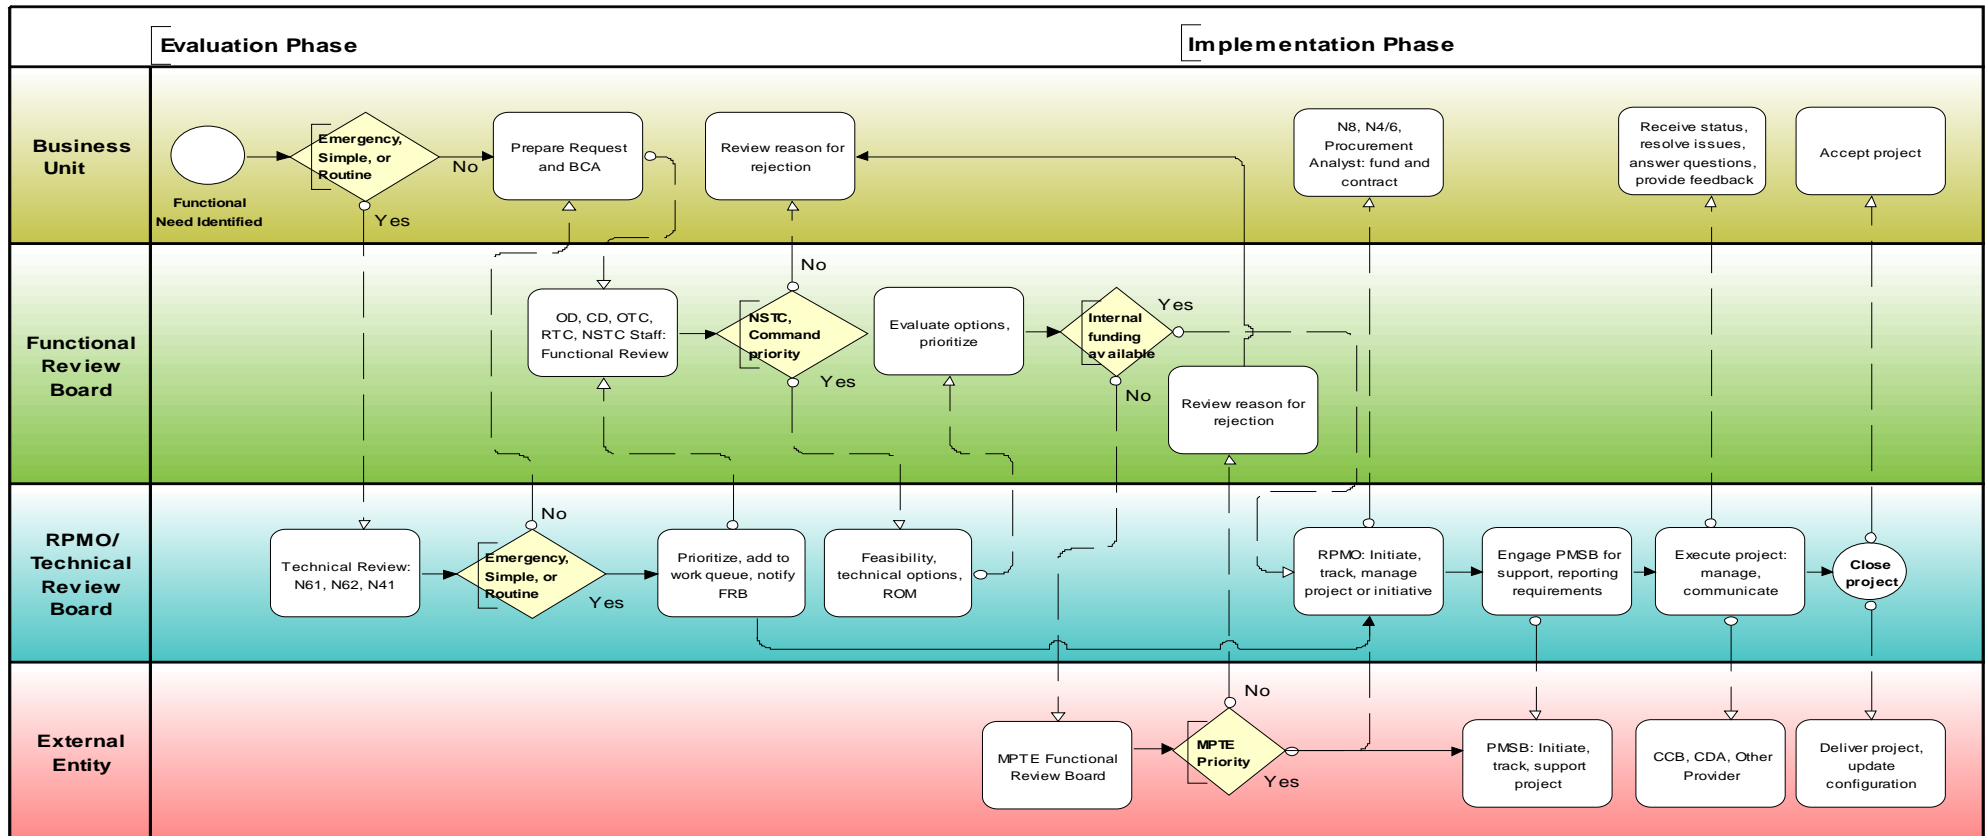 Evaluation Phase
Implementation Phase
Business
Unit
Functional
Need Identified
Emergency,
Simple, or
Routine
No
Yes
Prepare Request
and BCA
Review reason for
rejection
N8, N4/6,
Procurement
Analyst: fund and
contract
Receive status,
resolve issues,
answer questions,
provide feedback
Accept project
Functional
Review
Board
OD, CD, OTC,
RTC, NSTC Staff:
Functional Review
No
NSTC,
Command
priority
Yes
Evaluate options,
prioritize
Internal
funding
available
Yes
No
Review reason for
rejection
RPMO/
Technical
Review
Board
Technical Review:
N61, N62, N41
No
Emergency,
Simple, or
Routine
Yes
Prioritize, add to
work queue, notify
FRB
Feasibility,
technical options,
ROM
RPMO: Initiate,
track, manage
project or initiative
Engage PMSB for
support, reporting
requirements
Execute project:
manage,
communicate
Close
project
External
Entity
MPTE Functional
Review Board
No
MPTE
Priority
Yes
PMSB: Initiate,
track, support
project
CCB, CDA, Other
Provider
Deliver project,
update
configuration